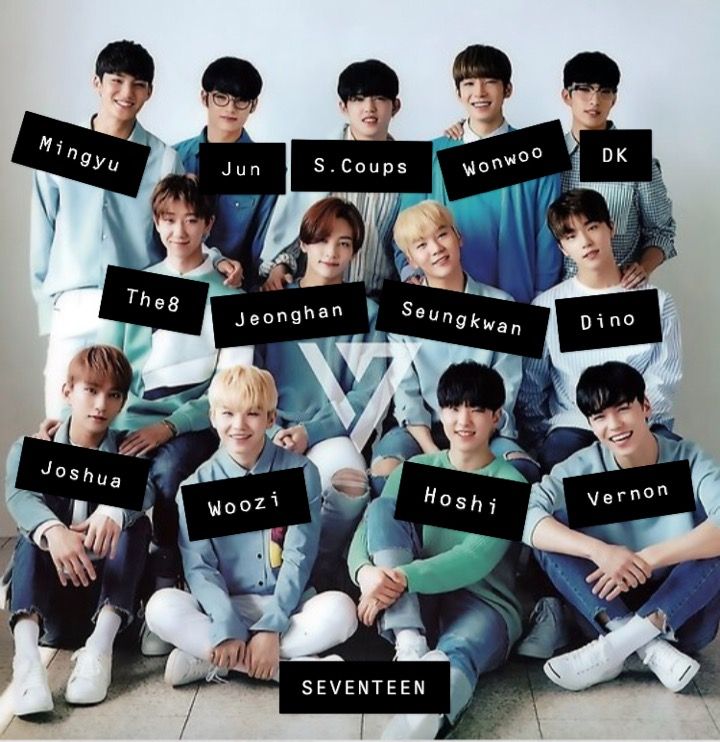 Mingyu
Jun
S.Coups
Wonwoo
DK
The8
Jeonghan
Seungkwan
Dino
Joshua
Woozi
Hoshi
Vernon
SEVENTEEN